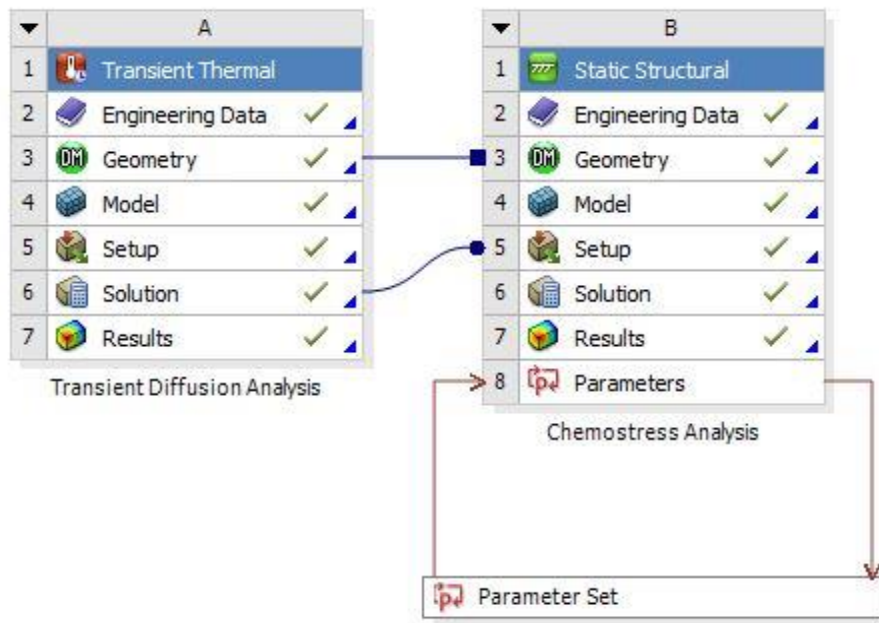 A
1 Transient Thermal
2 Engineering Data
3 DM Geometry
4 Model
5 Setup
6 Solution
7 Results
Transient Diffusion Analysis
B
1 Static Structural
2 Engineering Data
3 DM Geometry
4 Model
5 Setup
6 Solution
7 Results
8 p Parameters
Chemostress Analysis
p Parameter Set